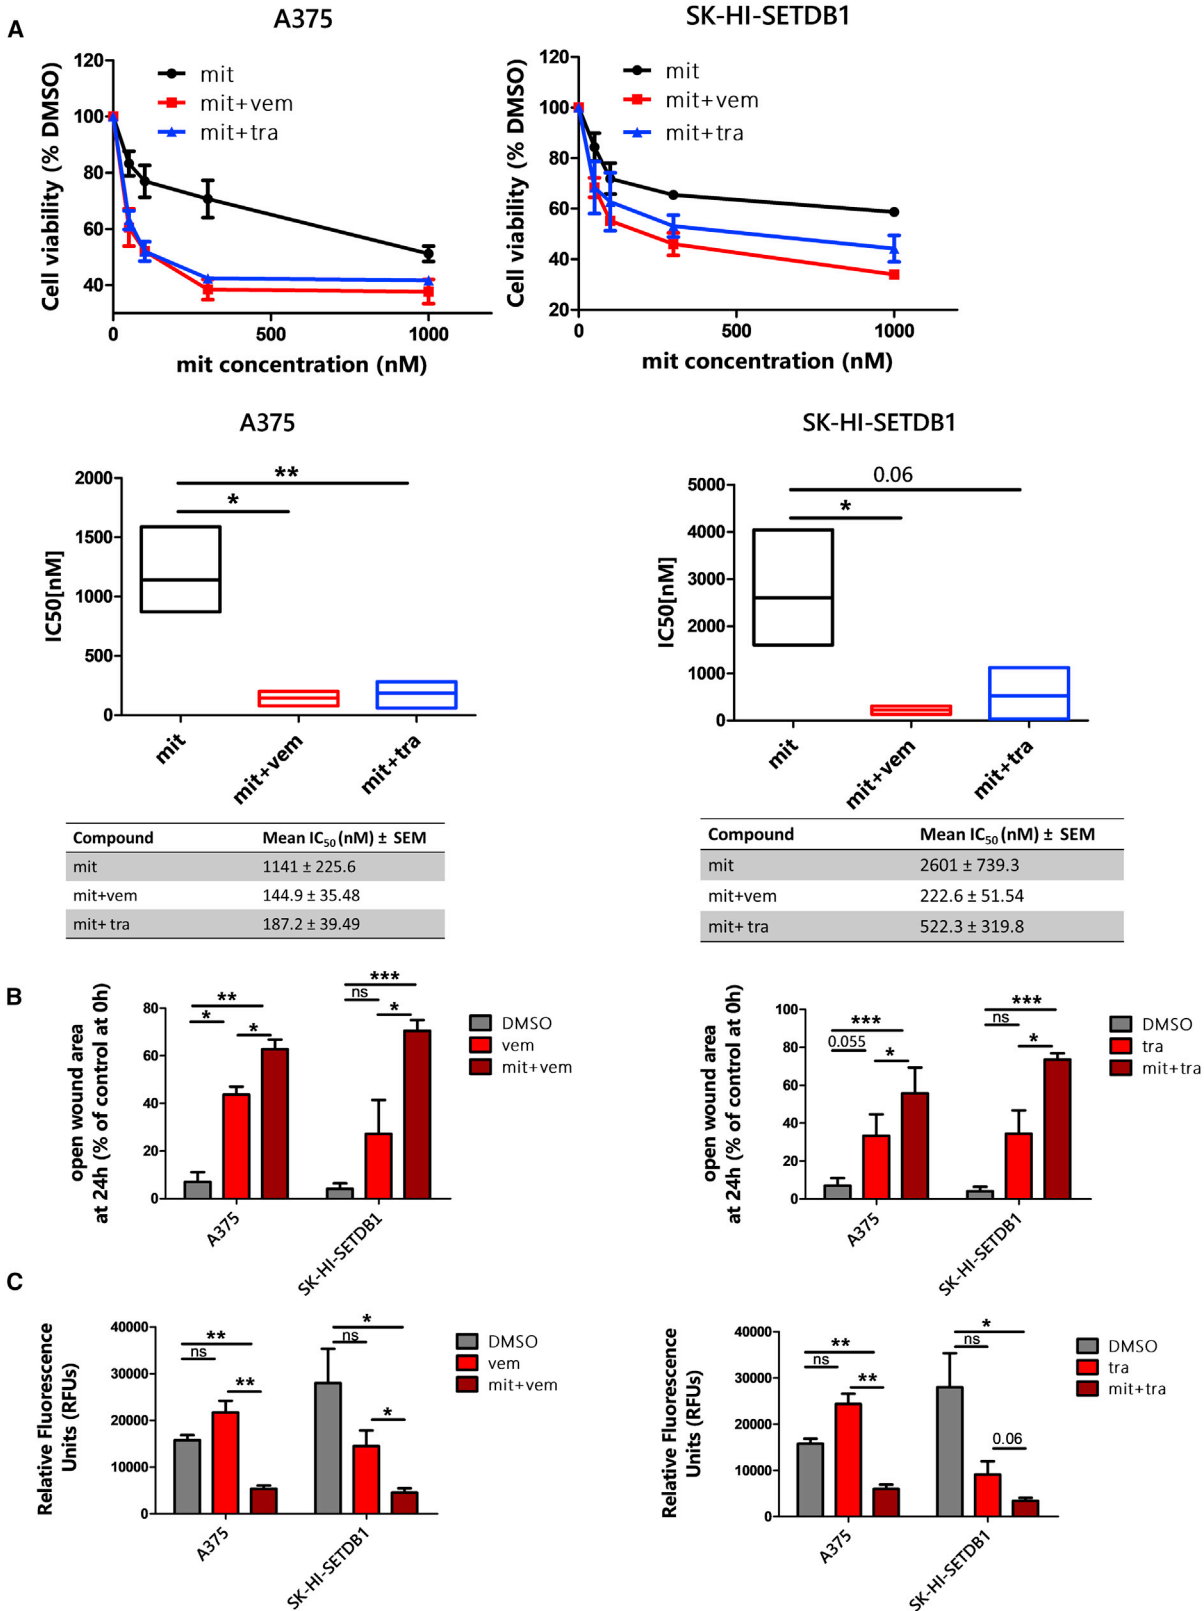 A
A375
SK-HI-SETDB1
Cell viability (% DMSO)
120
100
80
60
40
mit
mit+vem
mit+tra
0
500
1000
mit concentration (nM)
Cell viability (% DMSO)
120
100
80
60
40
20
mit
mit+vem
mit+tra
0
500
1000
mit concentration (nM)
A375
IC50[nM]
2000
1500
1000
500
0
**
*
mit
mit+vem
mit+tra
SK-HI-SETDB1
IC50[nM]
5000
4000
3000
2000
1000
0
0.06
*
mit
mit+vem
mit+tra
Compound Mean IC50 (nM) ± SEM
mit 1141 ± 225.6
mit+vem 144.9 ± 35.48
mit+ tra 187.2 ± 39.49
Compound Mean IC50 (nM) ± SEM
mit 2601 ± 739.3
mit+vem 222.6 ± 51.54
mit+ tra 522.3 ± 319.8
B
open wound area
at 24h (% of control at 0h)
80
60
40
20
0
**
*
*
***
ns
*
DMSO
vem
mit+vem
A375
SK-HI-SETDB1
open wound area
at 24h (% of control at 0h)
100
80
60
40
20
0
***
0.055
*
***
ns
*
DMSO
tra
mit+tra
A375
SK-HI-SETDB1
C
Relative Fluorescence
Units (RFUs)
40000
30000
20000
10000
0
**
ns
**
*
ns
*
DMSO
vem
mit+vem
A375
SK-HI-SETDB1
Relative Fluorescence
Units (RFUs)
40000
30000
20000
10000
0
**
ns
**
*
ns
0.06
DMSO
tra
mit+tra
A375
SK-HI-SETDB1